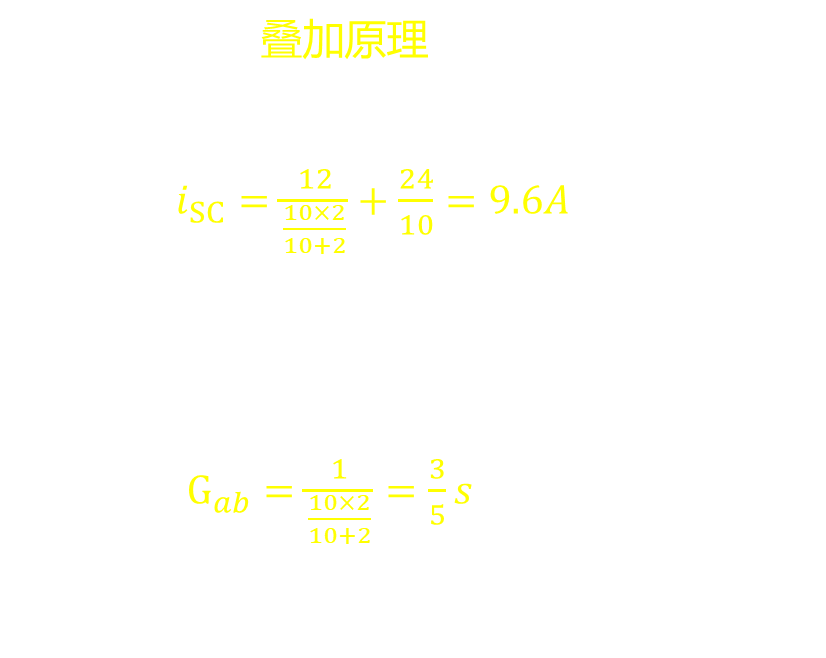 叠加原理
i_SC = 12/((10×2)/(10+2)) + 24/10 = 9.6A
G_ab = 1/((10×2)/(10+2)) = 3/5 s